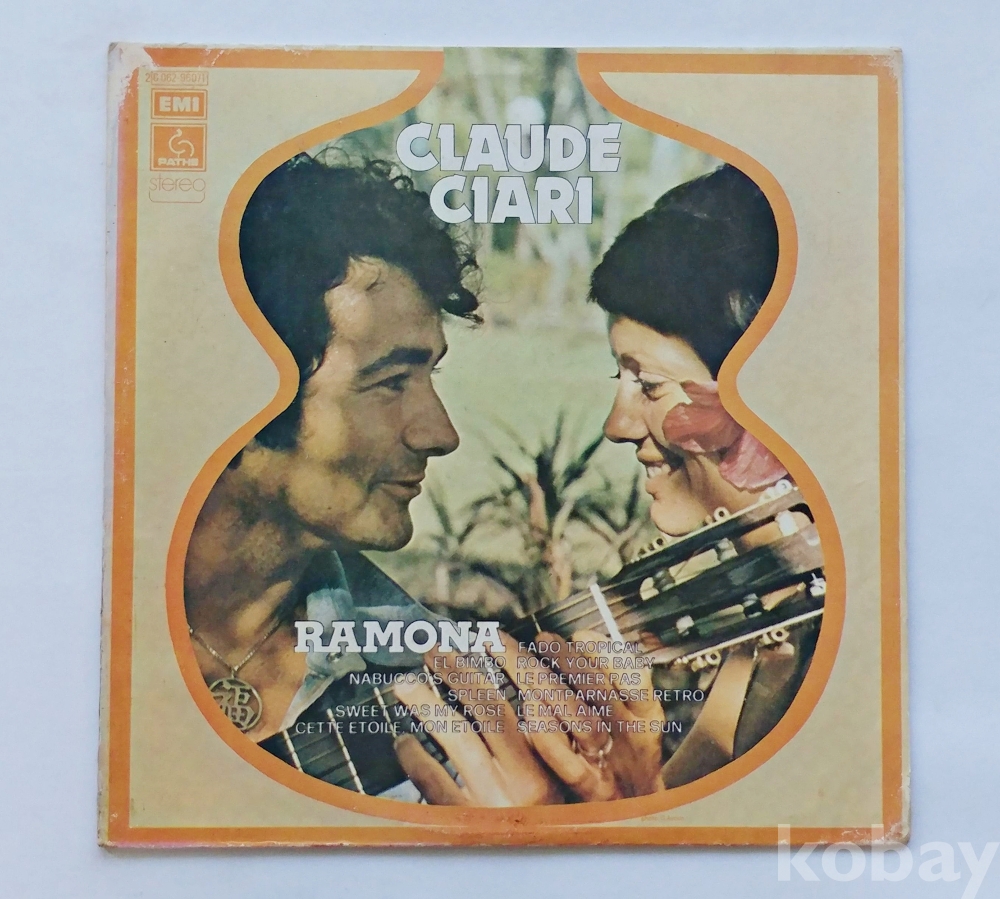 EMI
PATHE
stereo
CLAUDE
CIARI
RAMONA
EL BIMBO
NABUCCO'S GUITAR
SPLEEN
SWEET WAS MY ROSE
CETTE ETOILE, MON ETOILE
FADO TROPICAL
ROCK YOUR BABY
LE PREMIER PAS
MONTPARNASSE RETRO
LE MAL AIME
SEASONS IN THE SUN
福
kobay